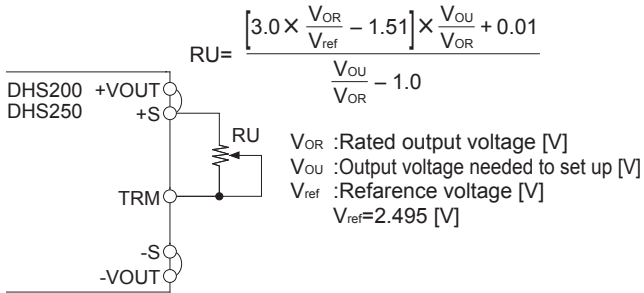 RU= [3.0 × VOR/Vref – 1.51] × VOU/VOR + 0.01 / VOU/VOR – 1.0
DHS200 +VOUT
DHS250
+S
RU
TRM
-S
-VOUT
VOR :Rated output voltage [V]
VOU :Output voltage needed to set up [V]
Vref :Refarence voltage [V]
Vref=2.495 [V]